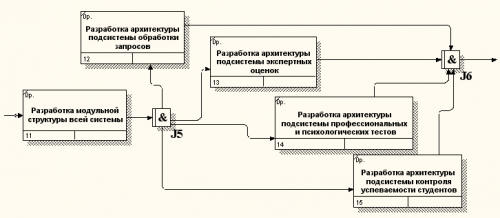 0р.
Разработка архитектуры
подсистемы обработки
запросов
12
0р.
Разработка архитектуры
подсистемы экспертных
оценок
13
&
J6
0р.
Разработка модульной
структуры всей системы
11
&
J5
0р.
Разработка архитектуры
подсистемы профессиональных
и психологических тестов
14
0р.
Разработка архитектуры
подсистемы контроля
успеваемости студентов
15